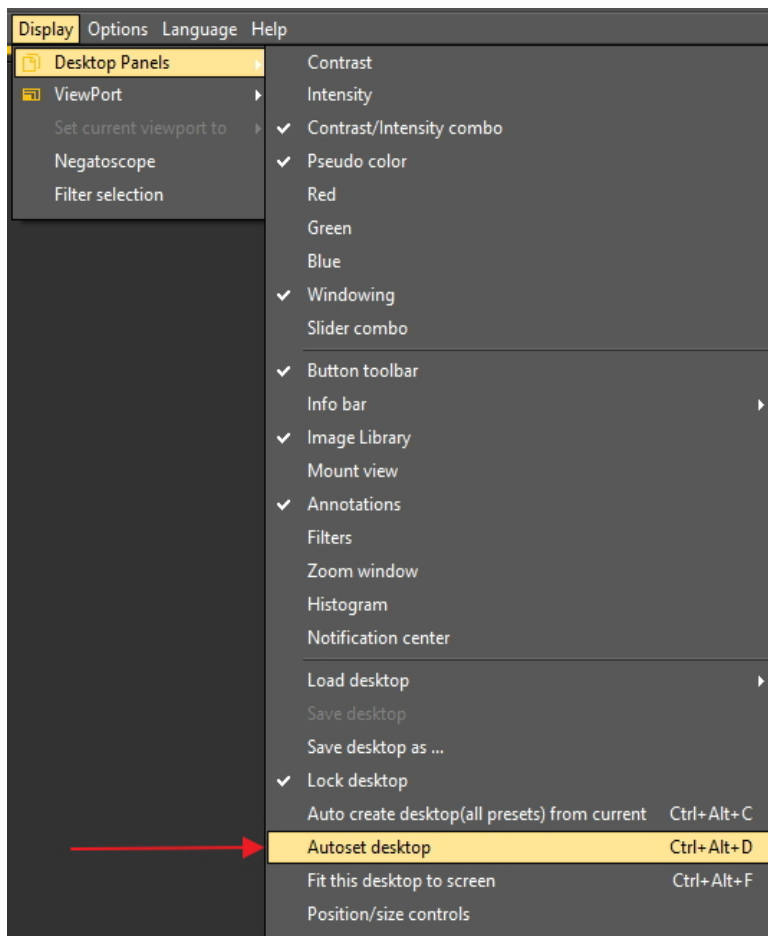 Display Options Language Help
Desktop Panels
ViewPort
Set current viewport to
Negatoscope
Filter selection
Contrast
Intensity
Contrast/Intensity combo
Pseudo color
Red
Green
Blue
Windowing
Slider combo
Button toolbar
Info bar
Image Library
Mount view
Annotations
Filters
Zoom window
Histogram
Notification center
Load desktop
Save desktop
Save desktop as ...
Lock desktop
Auto create desktop(all presets) from current Ctrl+Alt+C
Autoset desktop Ctrl+Alt+D
Fit this desktop to screen Ctrl+Alt+F
Position/size controls